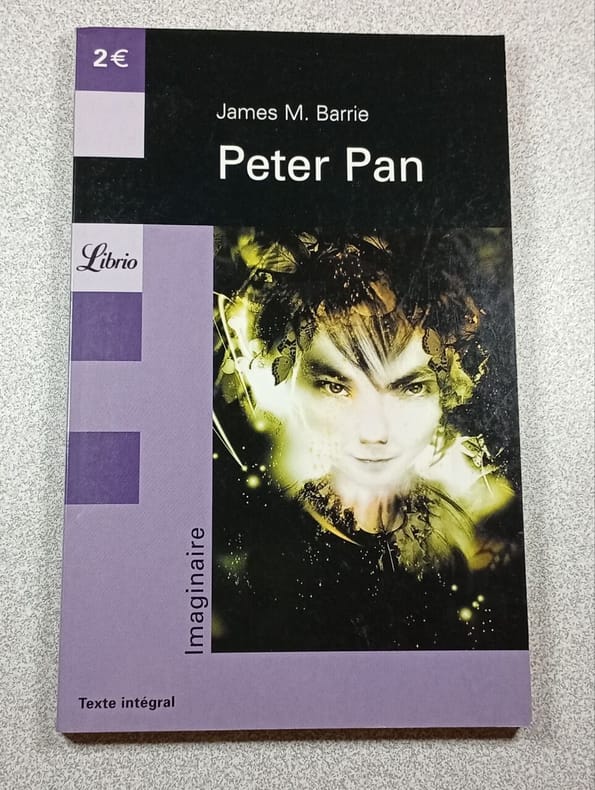 2€
James M. Barrie
Peter Pan
Librio
Imaginaire
Texte intégral